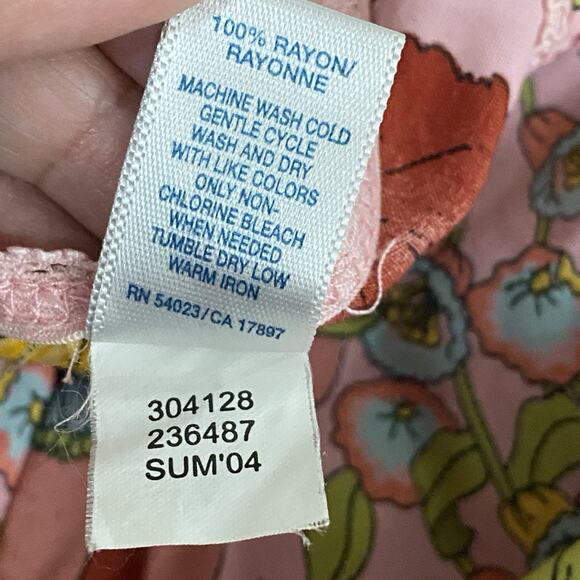 100% RAYON/
RAYONNE
MACHINE WASH COLD
GENTLE CYCLE
WASH AND DRY
WITH LIKE COLORS
ONLY NON-
CHLORINE BLEACH
WHEN NEEDED
TUMBLE DRY LOW
WARM IRON
RN 54023/CA 17897
304128
236487
SUM'04